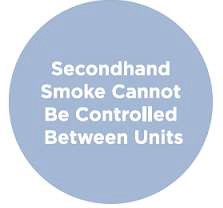 Secondhand
Smoke Cannot
Be Controlled
Between Units